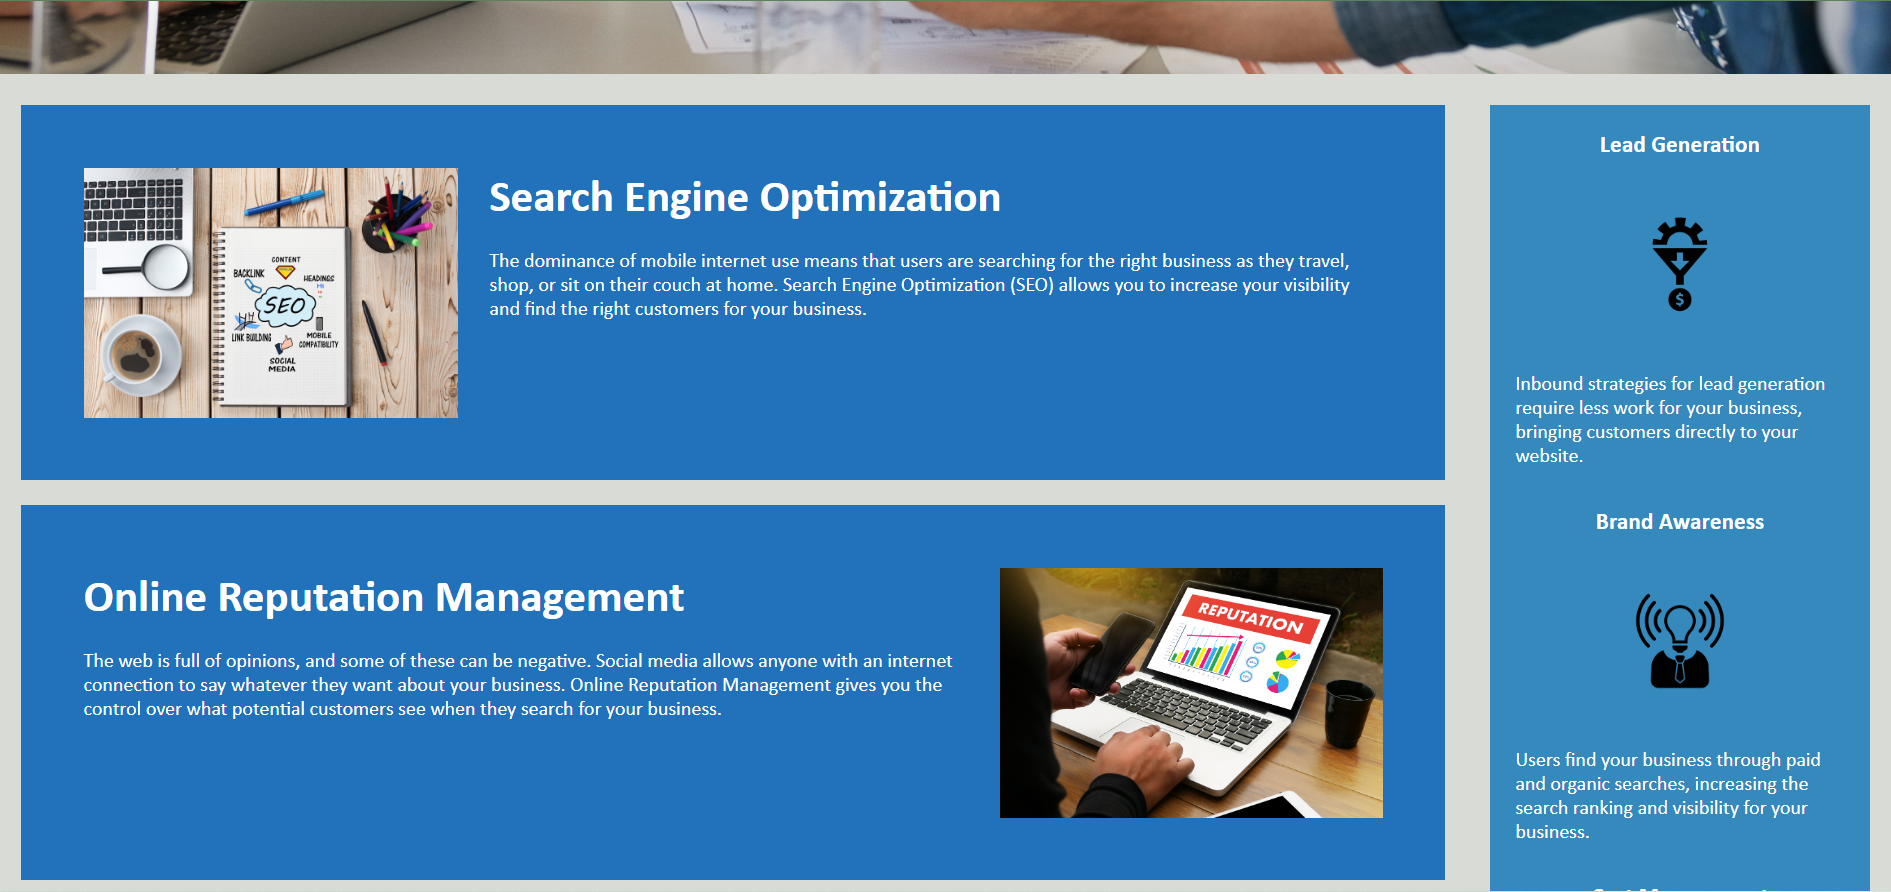 Search Engine Optimization
The dominance of mobile internet use means that users are searching for the right business as they travel,
shop, or sit on their couch at home. Search Engine Optimization (SEO) allows you to increase your visibility
and find the right customers for your business.
CONTENT
BACKLINK
HEADINGS
SEO
LINK BUILDING
MOBILE
COMPATIBILITY
SOCIAL
MEDIA
Online Reputation Management
The web is full of opinions, and some of these can be negative. Social media allows anyone with an internet
connection to say whatever they want about your business. Online Reputation Management gives you the
control over what potential customers see when they search for your business.
REPUTATION
Lead Generation
$
Inbound strategies for lead generation
require less work for your business,
bringing customers directly to your
website.
Brand Awareness
Users find your business through paid
and organic searches, increasing the
search ranking and visibility for your
business.